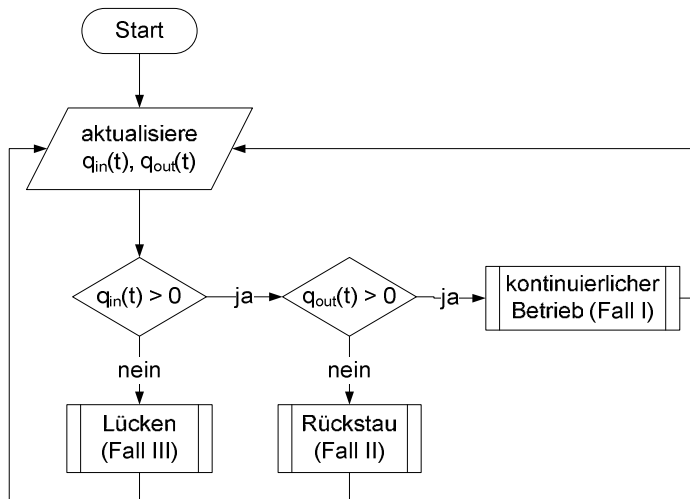 Start
aktualisiere
qin(t), qout(t)
qin(t) > 0
ja
qout(t) > 0
ja
kontinuierlicher
Betrieb (Fall I)
nein
nein
Lücken
(Fall III)
Rückstau
(Fall II)